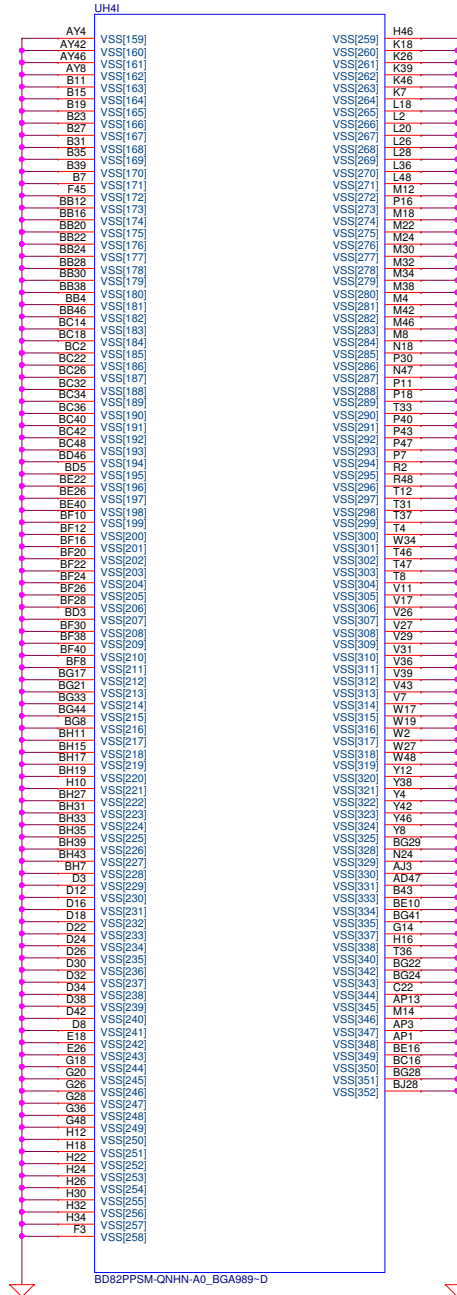 UH4I
AY4 VSS[159]
AY42 VSS[160]
AY46 VSS[161]
AY8 VSS[162]
B11 VSS[163]
B15 VSS[164]
B19 VSS[165]
B23 VSS[166]
B27 VSS[167]
B31 VSS[168]
B35 VSS[169]
B39 VSS[170]
B7 VSS[171]
F45 VSS[172]
BB12 VSS[173]
BB16 VSS[174]
BB20 VSS[175]
BB22 VSS[176]
BB24 VSS[177]
BB28 VSS[178]
BB30 VSS[179]
BB38 VSS[180]
BB4 VSS[181]
BB46 VSS[182]
BC14 VSS[183]
BC18 VSS[184]
BC2 VSS[185]
BC22 VSS[186]
BC26 VSS[187]
BC32 VSS[188]
BC34 VSS[189]
BC36 VSS[190]
BC40 VSS[191]
BC42 VSS[192]
BC48 VSS[193]
BD46 VSS[194]
BD5 VSS[195]
BE22 VSS[196]
BE26 VSS[197]
BE40 VSS[198]
BF10 VSS[199]
BF12 VSS[200]
BF16 VSS[201]
BF20 VSS[202]
BF22 VSS[203]
BF24 VSS[204]
BF26 VSS[205]
BF28 VSS[206]
BD3 VSS[207]
BF30 VSS[208]
BF38 VSS[209]
BF40 VSS[210]
BF8 VSS[211]
BG17 VSS[212]
BG21 VSS[213]
BG33 VSS[214]
BG44 VSS[215]
BG8 VSS[216]
BH11 VSS[217]
BH15 VSS[218]
BH17 VSS[219]
BH19 VSS[220]
H10 VSS[221]
BH27 VSS[222]
BH31 VSS[223]
BH33 VSS[224]
BH35 VSS[225]
BH39 VSS[226]
BH43 VSS[227]
BH7 VSS[228]
D3 VSS[229]
D12 VSS[230]
D16 VSS[231]
D18 VSS[232]
D22 VSS[233]
D24 VSS[234]
D26 VSS[235]
D30 VSS[236]
D32 VSS[237]
D34 VSS[238]
D38 VSS[239]
D42 VSS[240]
D8 VSS[241]
E18 VSS[242]
E26 VSS[243]
G18 VSS[244]
G20 VSS[245]
G26 VSS[246]
G28 VSS[247]
G36 VSS[248]
G48 VSS[249]
H12 VSS[250]
H18 VSS[251]
H22 VSS[252]
H24 VSS[253]
H26 VSS[254]
H30 VSS[255]
H32 VSS[256]
H34 VSS[257]
F3 VSS[258]
VSS[259] H46
VSS[260] K18
VSS[261] K26
VSS[262] K39
VSS[263] K46
VSS[264] K7
VSS[265] L18
VSS[266] L2
VSS[267] L20
VSS[268] L26
VSS[269] L28
VSS[270] L36
VSS[271] L48
VSS[272] M12
VSS[273] P16
VSS[274] M18
VSS[275] M22
VSS[276] M24
VSS[277] M30
VSS[278] M32
VSS[279] M34
VSS[280] M38
VSS[281] M4
VSS[282] M42
VSS[283] M46
VSS[284] M8
VSS[285] N18
VSS[286] P30
VSS[287] N47
VSS[288] P11
VSS[289] P18
VSS[290] T33
VSS[291] P40
VSS[292] P43
VSS[293] P47
VSS[294] P7
VSS[295] R2
VSS[296] R48
VSS[297] T12
VSS[298] T31
VSS[299] T37
VSS[300] T4
VSS[301] W34
VSS[302] T46
VSS[303] T47
VSS[304] T8
VSS[305] V11
VSS[306] V17
VSS[307] V26
VSS[308] V27
VSS[309] V29
VSS[310] V31
VSS[311] V36
VSS[312] V39
VSS[313] V43
VSS[314] V7
VSS[315] W17
VSS[316] W19
VSS[317] W2
VSS[318] W27
VSS[319] W48
VSS[320] Y12
VSS[321] Y38
VSS[322] Y4
VSS[323] Y42
VSS[324] Y46
VSS[325] Y8
VSS[328] BG29
VSS[329] N24
VSS[330] AJ3
VSS[331] AD47
VSS[333] B43
VSS[334] BE10
VSS[335] BG41
VSS[337] G14
VSS[338] H16
VSS[340] T36
VSS[342] BG22
VSS[343] BG24
VSS[344] C22
VSS[345] AP13
VSS[346] M14
VSS[347] AP3
VSS[348] AP1
VSS[349] BE16
VSS[350] BC16
VSS[351] BG28
VSS[352] BJ28
BD82PPSM-QNHN-A0_BGA989~D